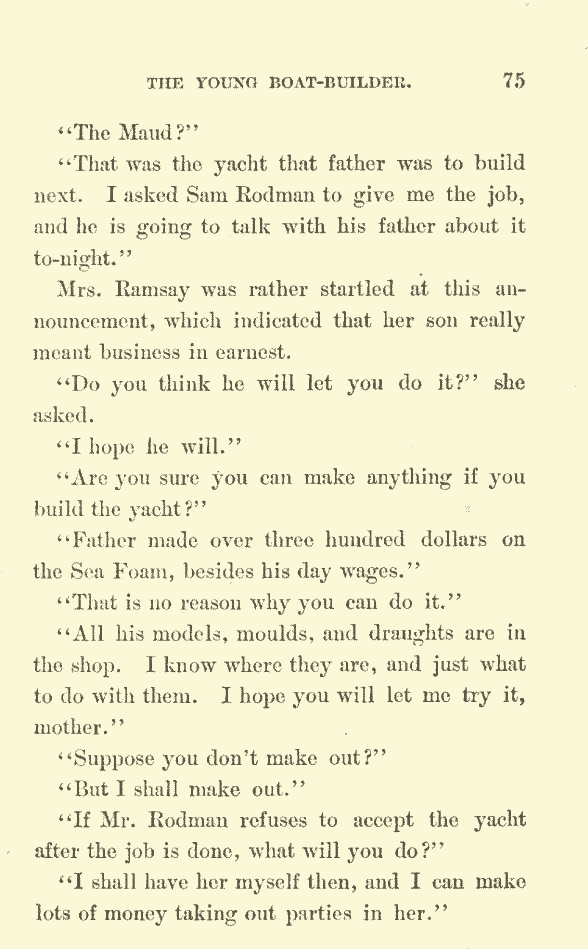 THE YOUNG BOAT-BUILDER. 75
"The Maud?"
"That was the yacht that father was to build
next. I asked Sam Rodman to give me the job,
and he is going to talk with his father about it
to-night."
Mrs. Ramsay was rather startled at this an-
nouncement, which indicated that her son really
meant business in earnest.
"Do you think he will let you do it?" she
asked.
"I hope he will."
"Are you sure you can make anything if you
build the yacht?"
"Father made over three hundred dollars on
the Sea Foam, besides his day wages."
"That is no reason why you can do it."
"All his models, moulds, and draughts are in
the shop. I know where they are, and just what
to do with them. I hope you will let me try it,
mother."
"Suppose you don't make out?"
"But I shall make out."
"If Mr. Rodman refuses to accept the yacht
after the job is done, what will you do?"
"I shall have her myself then, and I can make
lots of money taking out parties in her."